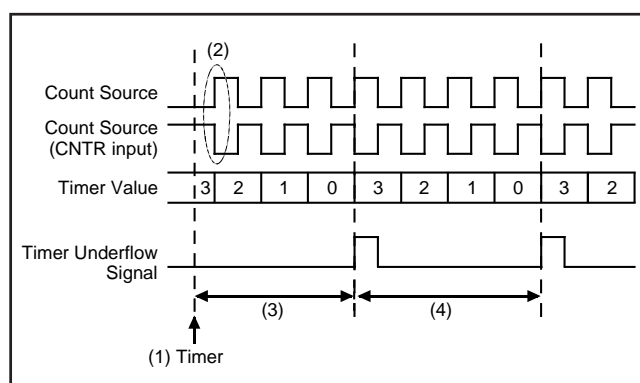 (2)
Count Source
Count Source
(CNTR input)
Timer Value 3 2 1 0 3 2 1 0 3 2
Timer Underflow
Signal
(3) (4)
(1) Timer